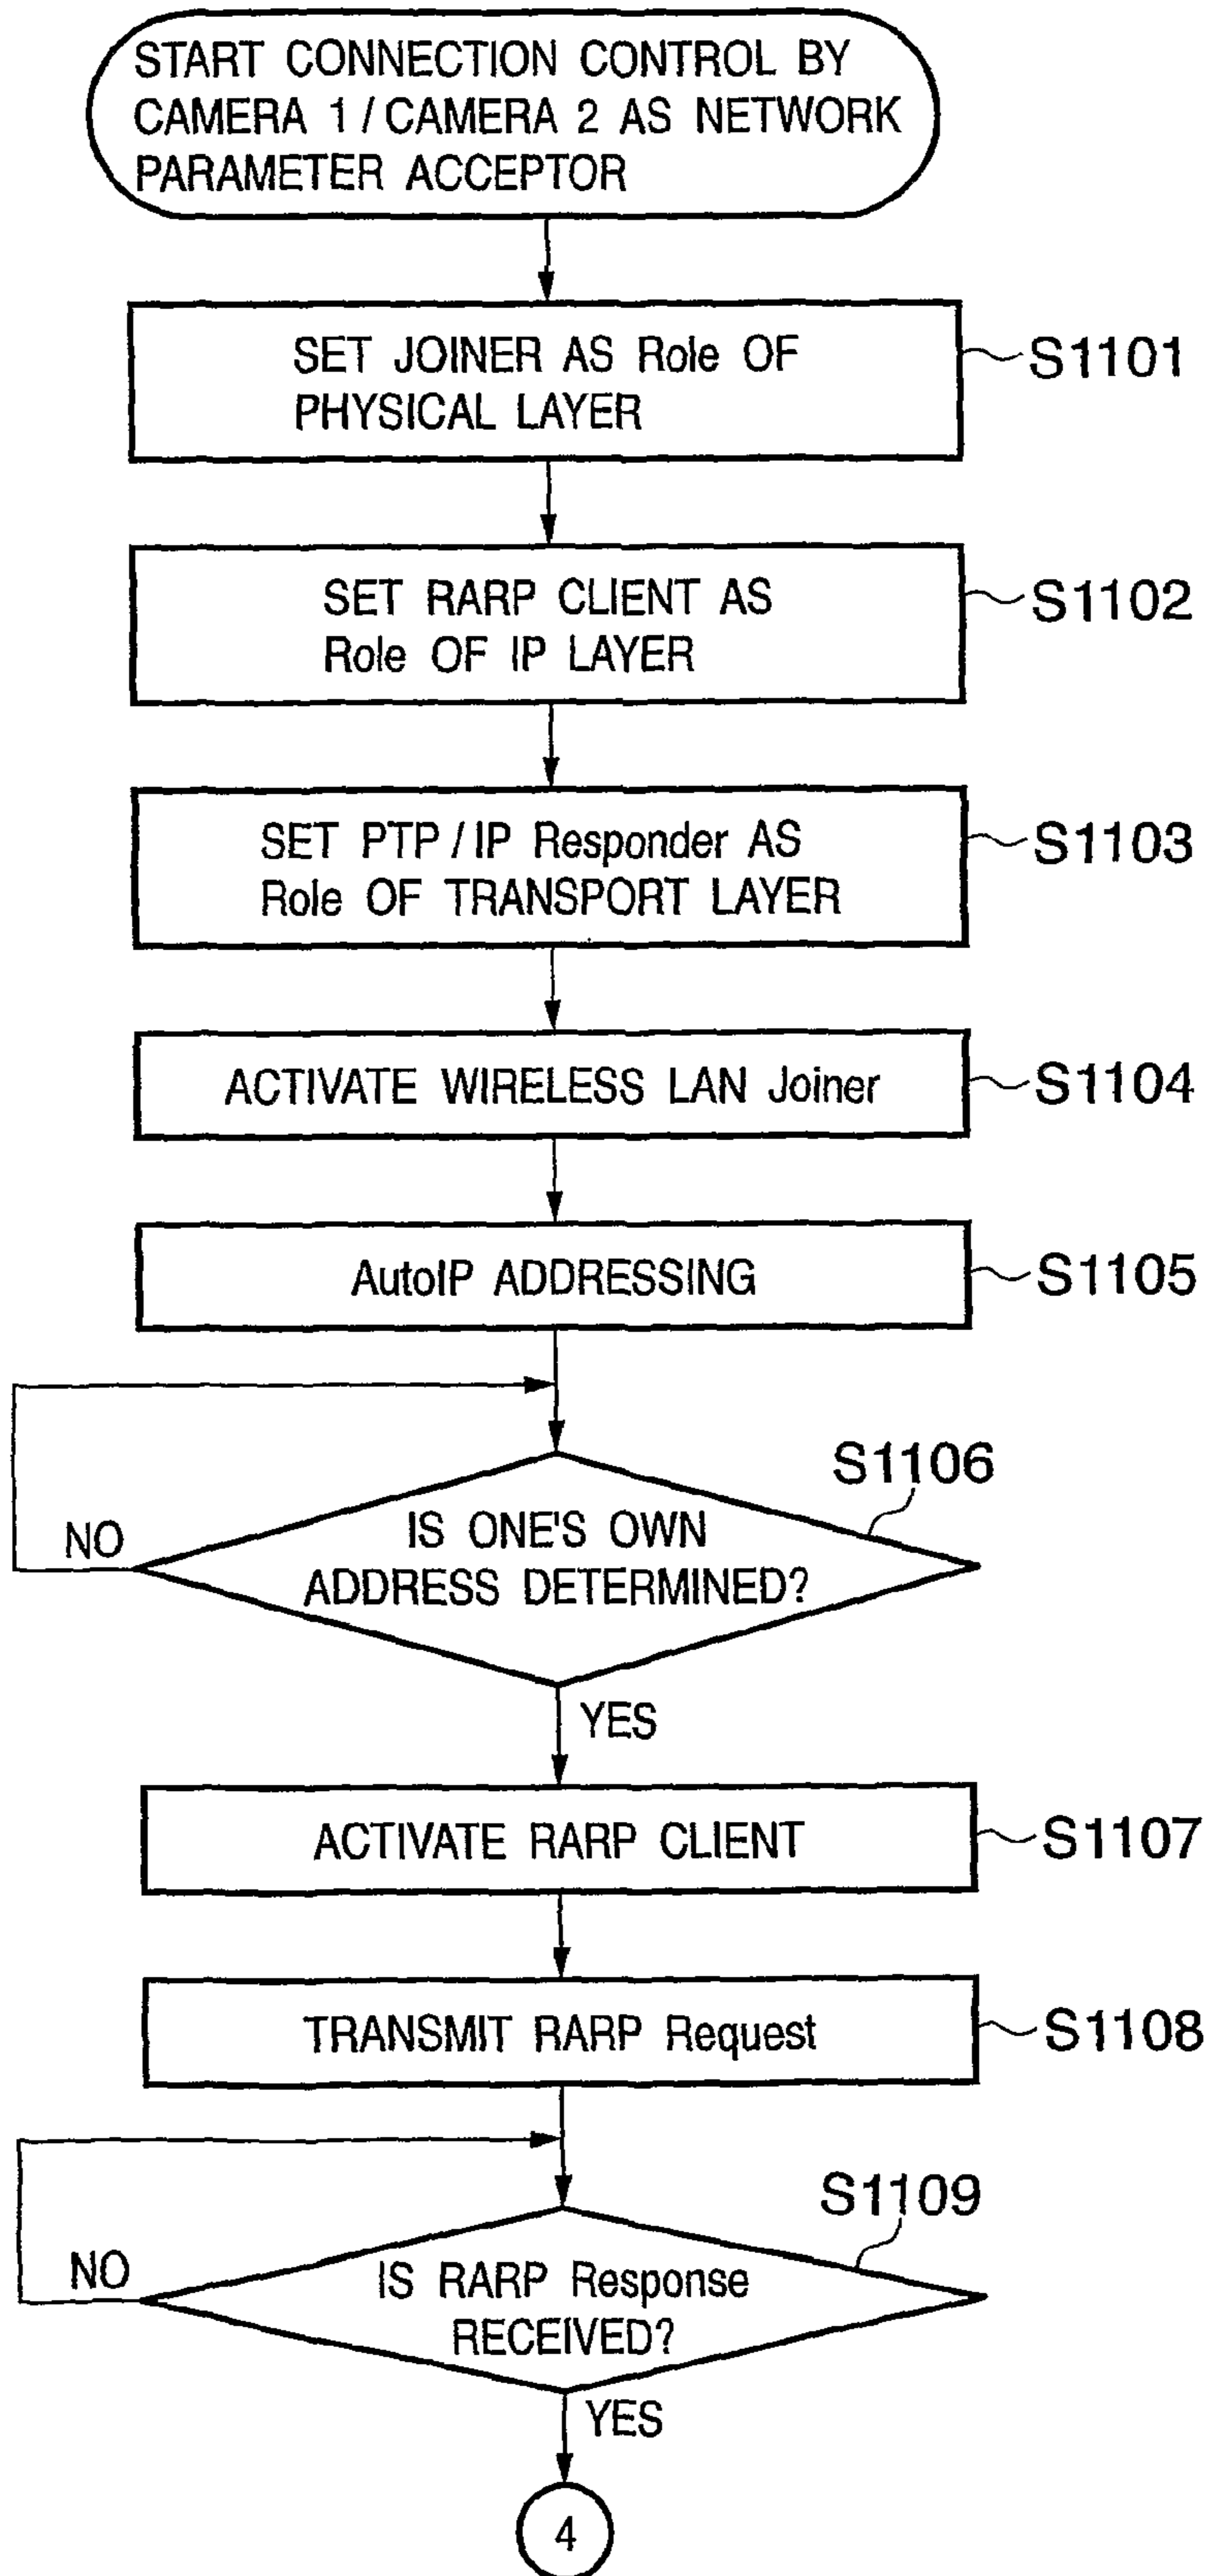 START CONNECTION CONTROL BY
CAMERA 1 / CAMERA 2 AS NETWORK
PARAMETER ACCEPTOR
SET JOINER AS Role OF
PHYSICAL LAYER
S1101
SET RARP CLIENT AS
Role OF IP LAYER
S1102
SET PTP / IP Responder AS
Role OF TRANSPORT LAYER
S1103
ACTIVATE WIRELESS LAN Joiner
S1104
AutoIP ADDRESSING
S1105
S1106
IS ONE'S OWN
ADDRESS DETERMINED?
NO
YES
ACTIVATE RARP CLIENT
S1107
TRANSMIT RARP Request
S1108
S1109
IS RARP Response
RECEIVED?
NO
YES
4